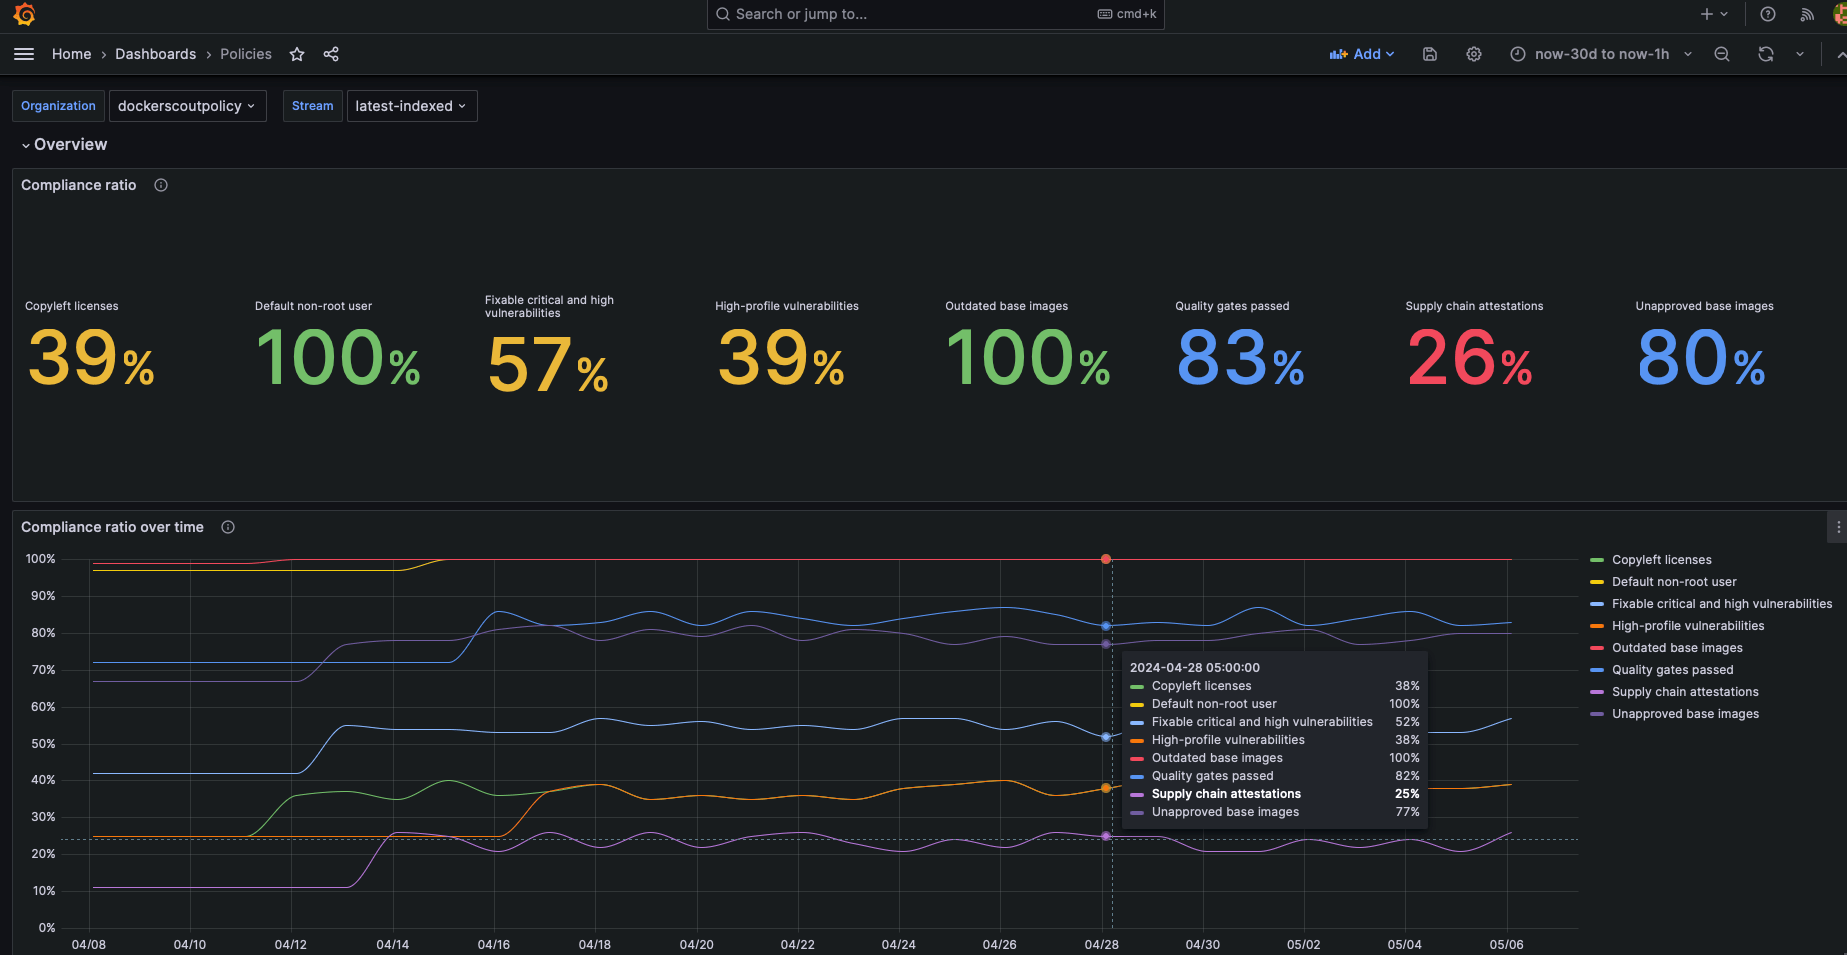 Search or jump to... cmd+k
Home › Dashboards › Policies Add now-30d to now-1h
Organization dockerscoutpolicy Stream latest-indexed
Overview
Compliance ratio
Copyleft licenses
39%
Default non-root user
100%
Fixable critical and high
vulnerabilities
57%
High-profile vulnerabilities
39%
Outdated base images
100%
Quality gates passed
83%
Supply chain attestations
26%
Unapproved base images
80%
Compliance ratio over time
100%
90%
80%
70%
60%
50%
40%
30%
20%
10%
0%
04/08 04/10 04/12 04/14 04/16 04/18 04/20 04/22 04/24 04/26 04/28 04/30 05/02 05/04 05/06
2024-04-28 05:00:00
Copyleft licenses 38%
Default non-root user 100%
Fixable critical and high vulnerabilities 52%
High-profile vulnerabilities 38%
Outdated base images 100%
Quality gates passed 82%
Supply chain attestations 25%
Unapproved base images 77%
Copyleft licenses
Default non-root user
Fixable critical and high vulnerabilities
High-profile vulnerabilities
Outdated base images
Quality gates passed
Supply chain attestations
Unapproved base images